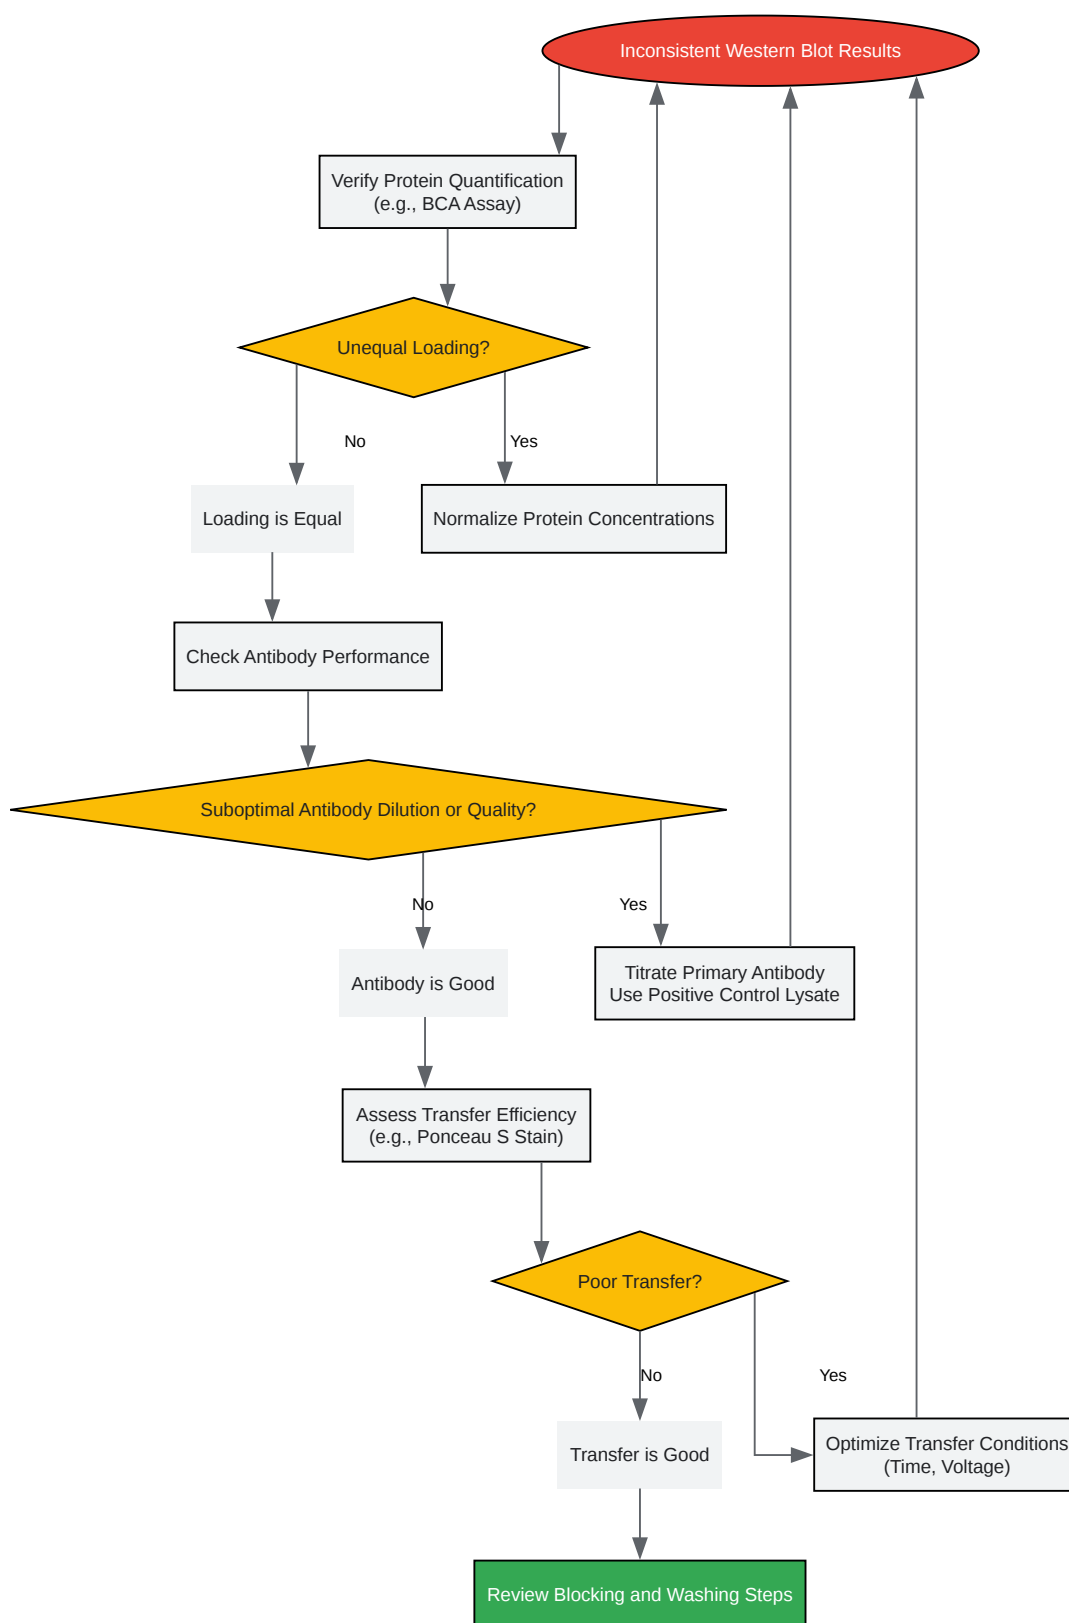 Inconsistent Western Blot Results
Verify Protein Quantification
(e.g., BCA Assay)
Unequal Loading?
No
Yes
Loading is Equal
Normalize Protein Concentrations
Check Antibody Performance
Suboptimal Antibody Dilution or Quality?
No
Yes
Antibody is Good
Titrate Primary Antibody
Use Positive Control Lysate
Assess Transfer Efficiency
(e.g., Ponceau S Stain)
Poor Transfer?
No
Yes
Transfer is Good
Optimize Transfer Conditions
(Time, Voltage)
Review Blocking and Washing Steps